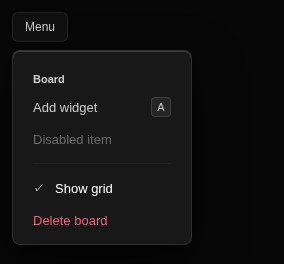 Menu
Board
Add widget A
Disabled item
✓ Show grid
Delete board